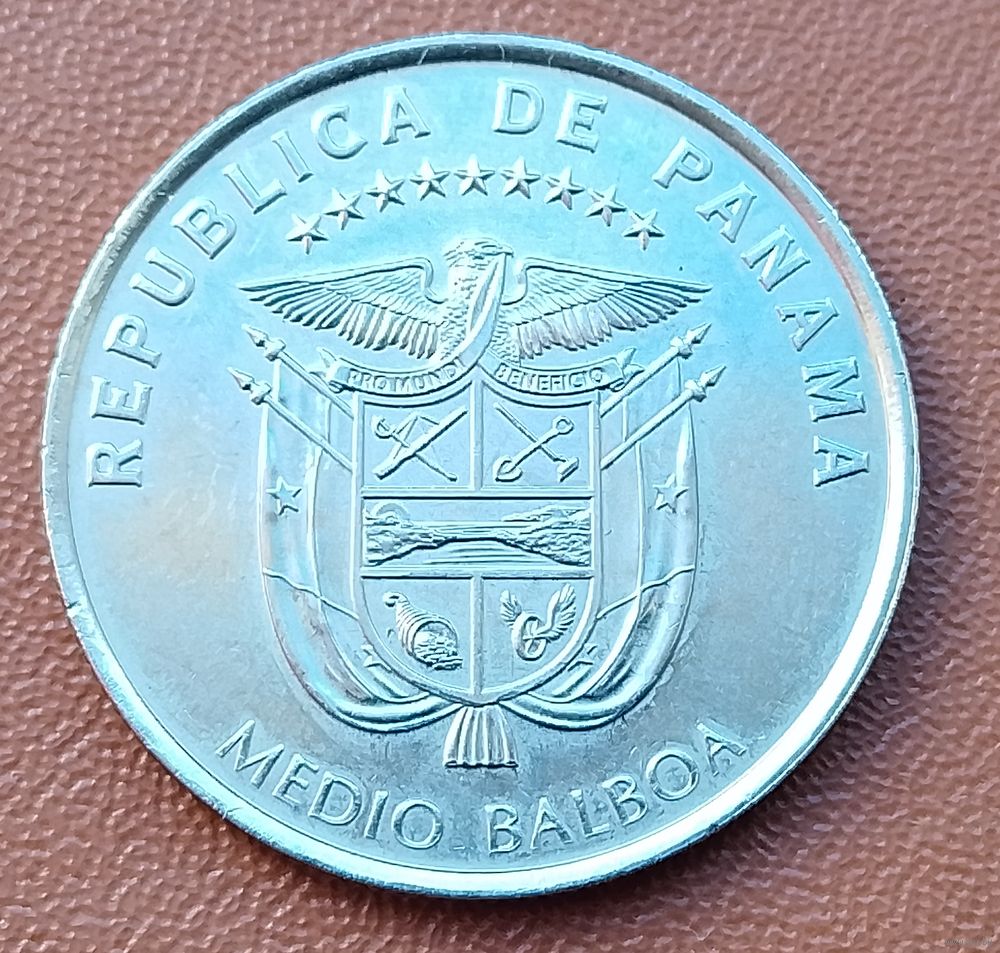 REPUBLICA DE PANAMA
PRO MUNDI BENEFICIO
MEDIO BALBOA